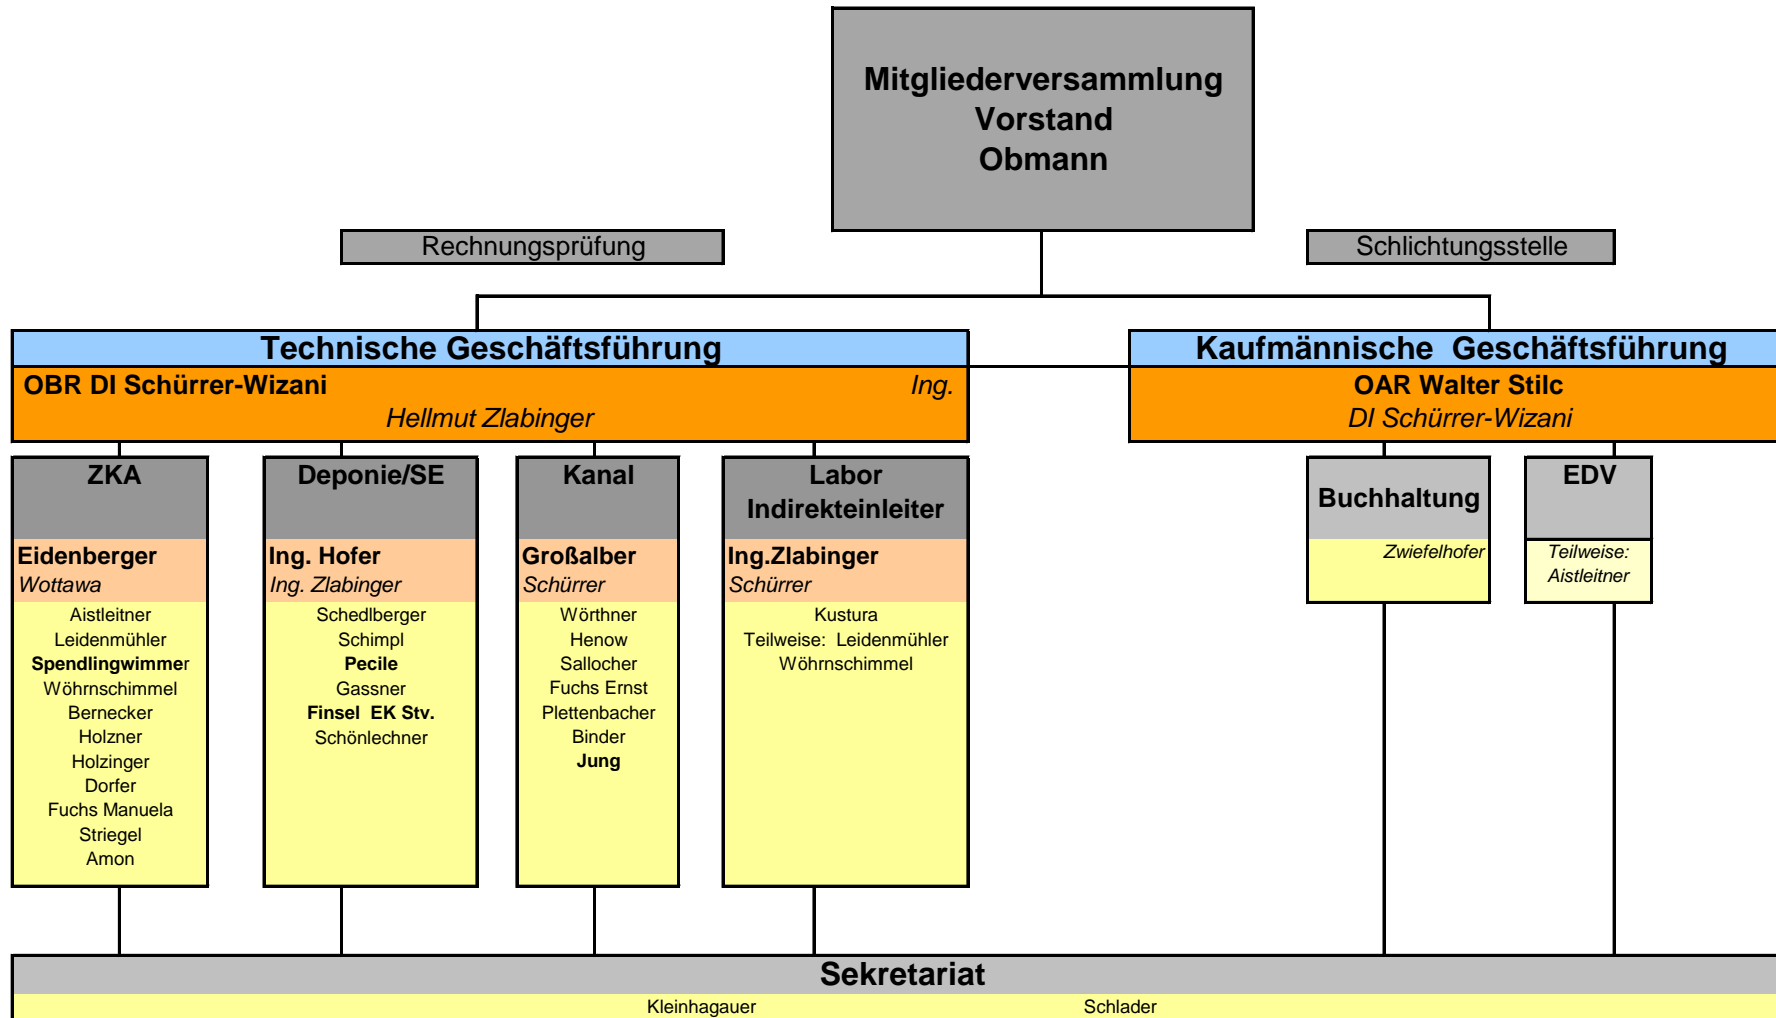 Mitgliederversammlung
Vorstand
Obmann
Rechnungsprüfung
Schlichtungsstelle
Technische Geschäftsführung
OBR DI Schürrer-Wizani Ing.
Hellmut Zlabinger
Kaufmännische Geschäftsführung
OAR Walter Stilc
DI Schürrer-Wizani
ZKA
Eidenberger
Wottawa
Aistleitner
Leidenmühler
Spendlingwimmer
Wöhrnschimmel
Bernecker
Holzner
Holzinger
Dorfer
Fuchs Manuela
Striegel
Amon
Deponie/SE
Ing. Hofer
Ing. Zlabinger
Schedlberger
Schimpl
Pecile
Gassner
Finsel EK Stv.
Schönlechner
Kanal
Großalber
Schürrer
Wörthner
Henow
Sallocher
Fuchs Ernst
Plettenbacher
Binder
Jung
Labor
Indirekteinleiter
Ing.Zlabinger
Schürrer
Kustura
Teilweise: Leidenmühler
Wöhrnschimmel
Buchhaltung
Zwiefelhofer
EDV
Teilweise:
Aistleitner
Sekretariat
Kleinhagauer Schlader